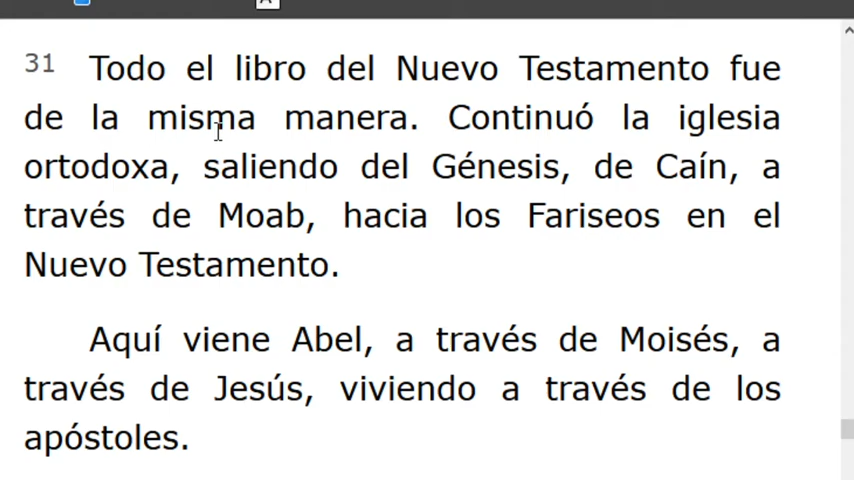 31 Todo el libro del Nuevo Testamento fue
de la misma manera. Continuó la iglesia
ortodoxa, saliendo del Génesis, de Caín, a
través de Moab, hacia los Fariseos en el
Nuevo Testamento.
Aquí viene Abel, a través de Moisés, a
través de Jesús, viviendo a través de los
apóstoles.